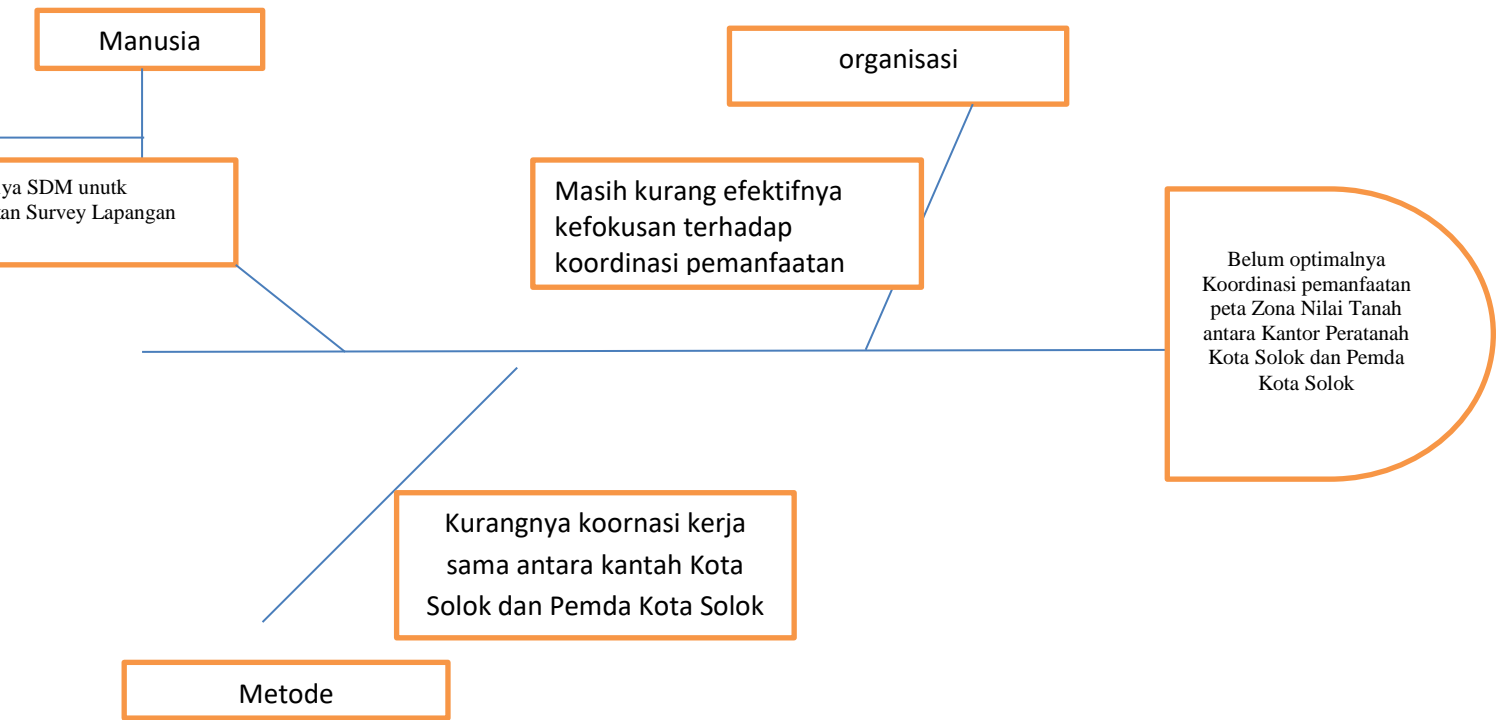 Manusia
organisasi
SDM unutk
Survey Lapangan
Masih kurang efektifnya
kefokusan terhadap
koordinasi pemanfaatan
Belum optimalnya
Koordinasi pemanfaatan
peta Zona Nilai Tanah
antara Kantor Peratanah
Kota Solok dan Pemda
Kota Solok
Kurangnya koornasi kerja
sama antara kantah Kota
Solok dan Pemda Kota Solok
Metode